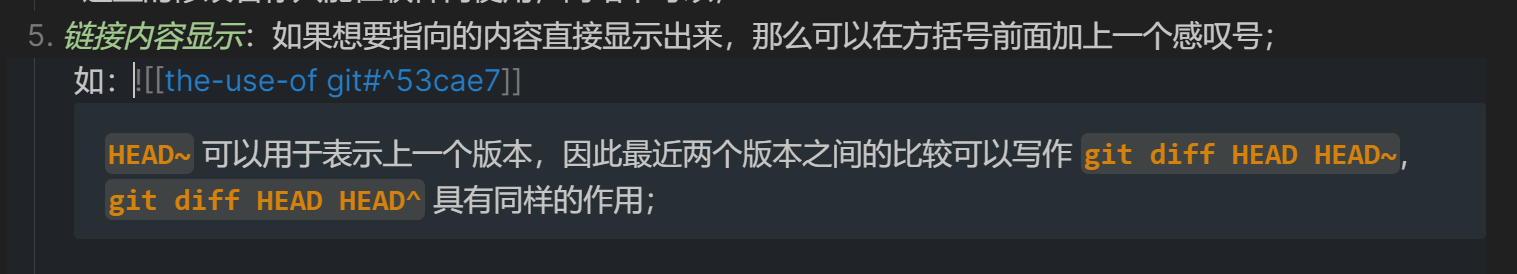 5. 链接内容显示：如果想要指向的内容直接显示出来，那么可以在方括号前面加上一个感叹号；
如：![[the-use-of git#^53cae7]]
HEAD~ 可以用于表示上一个版本，因此最近两个版本之间的比较可以写作 git diff HEAD HEAD~，
git diff HEAD HEAD^ 具有同样的作用；